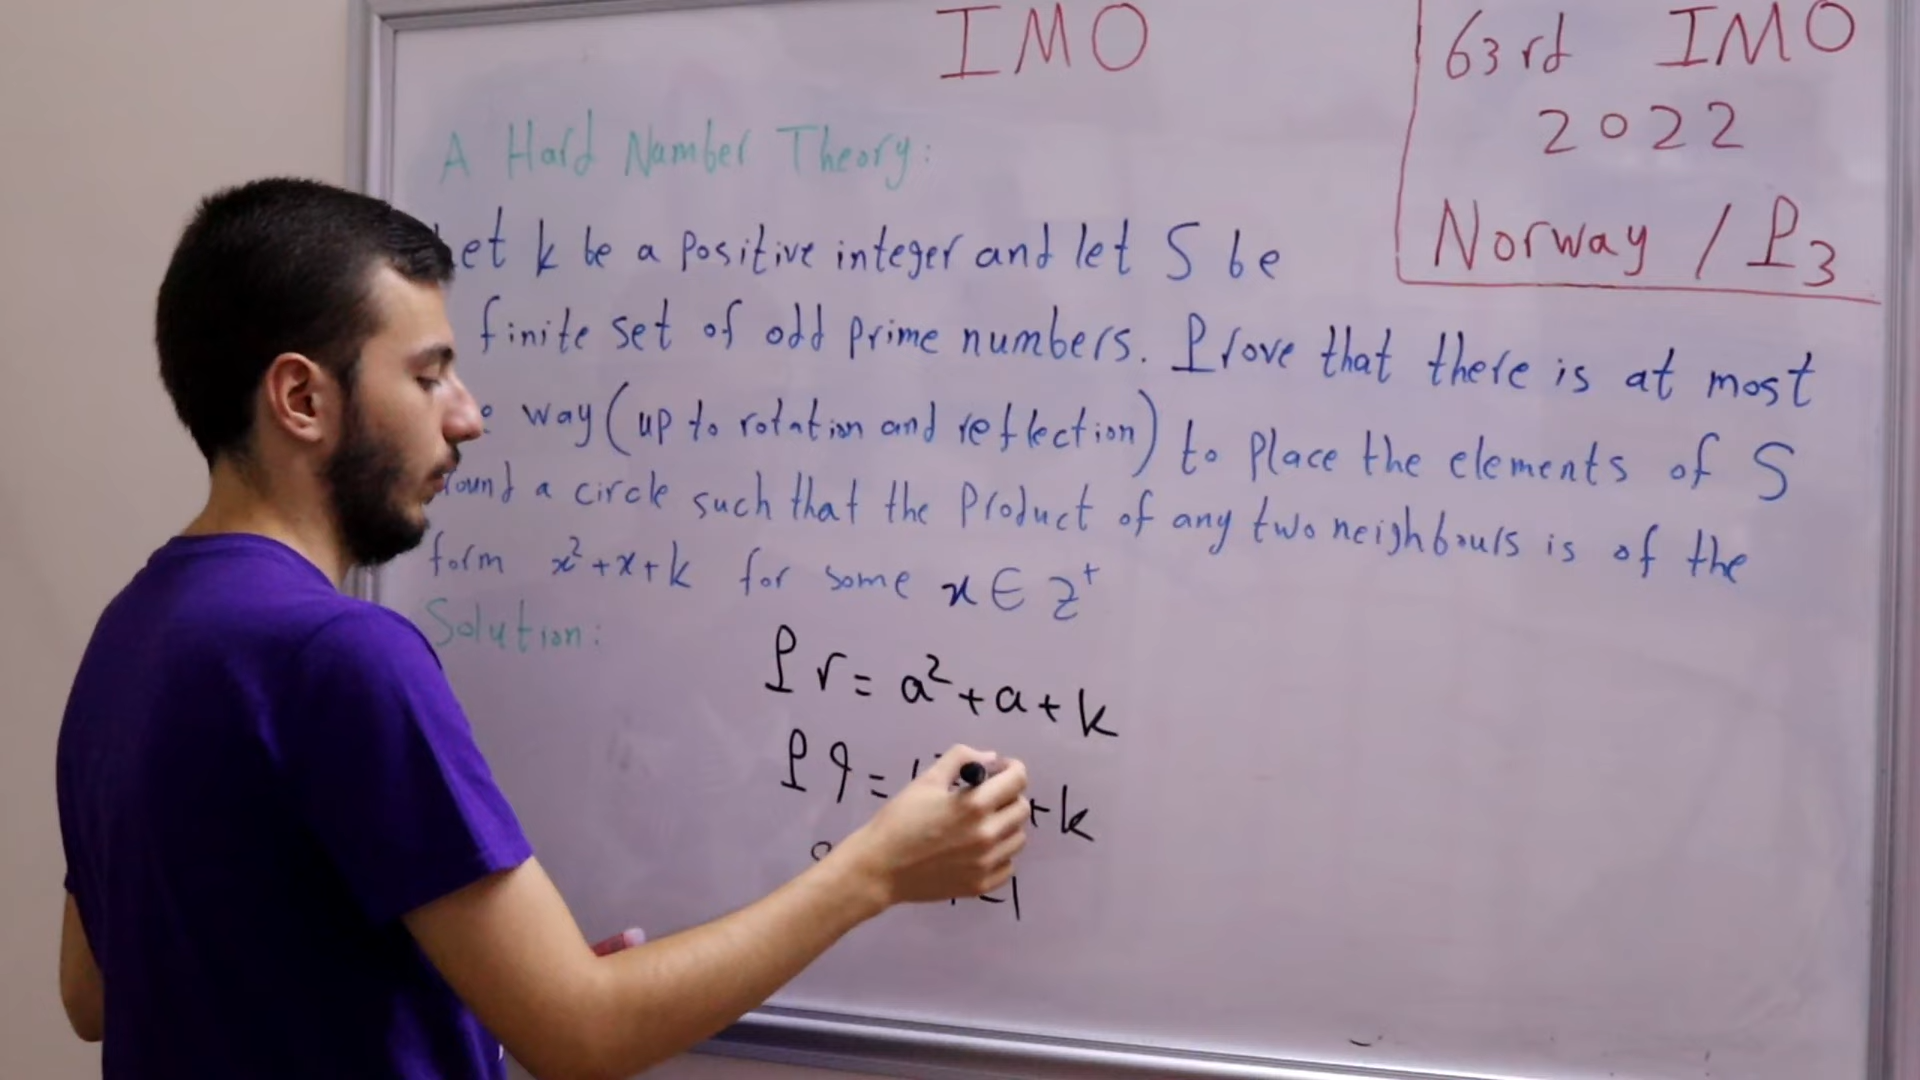 IMO
63rd IMO
2022
Norway / P3
A Hard Number Theory:
et k be a positive integer and let S be
finite set of odd prime numbers. Prove that there is at most
way (up to rotation and reflection) to place the elements of S
ound a circle such that the product of any two neighbours is of the
form x²+x+k for some x∈Z⁺
Solution:
Pr = a²+a+k
Pq = +k
-1